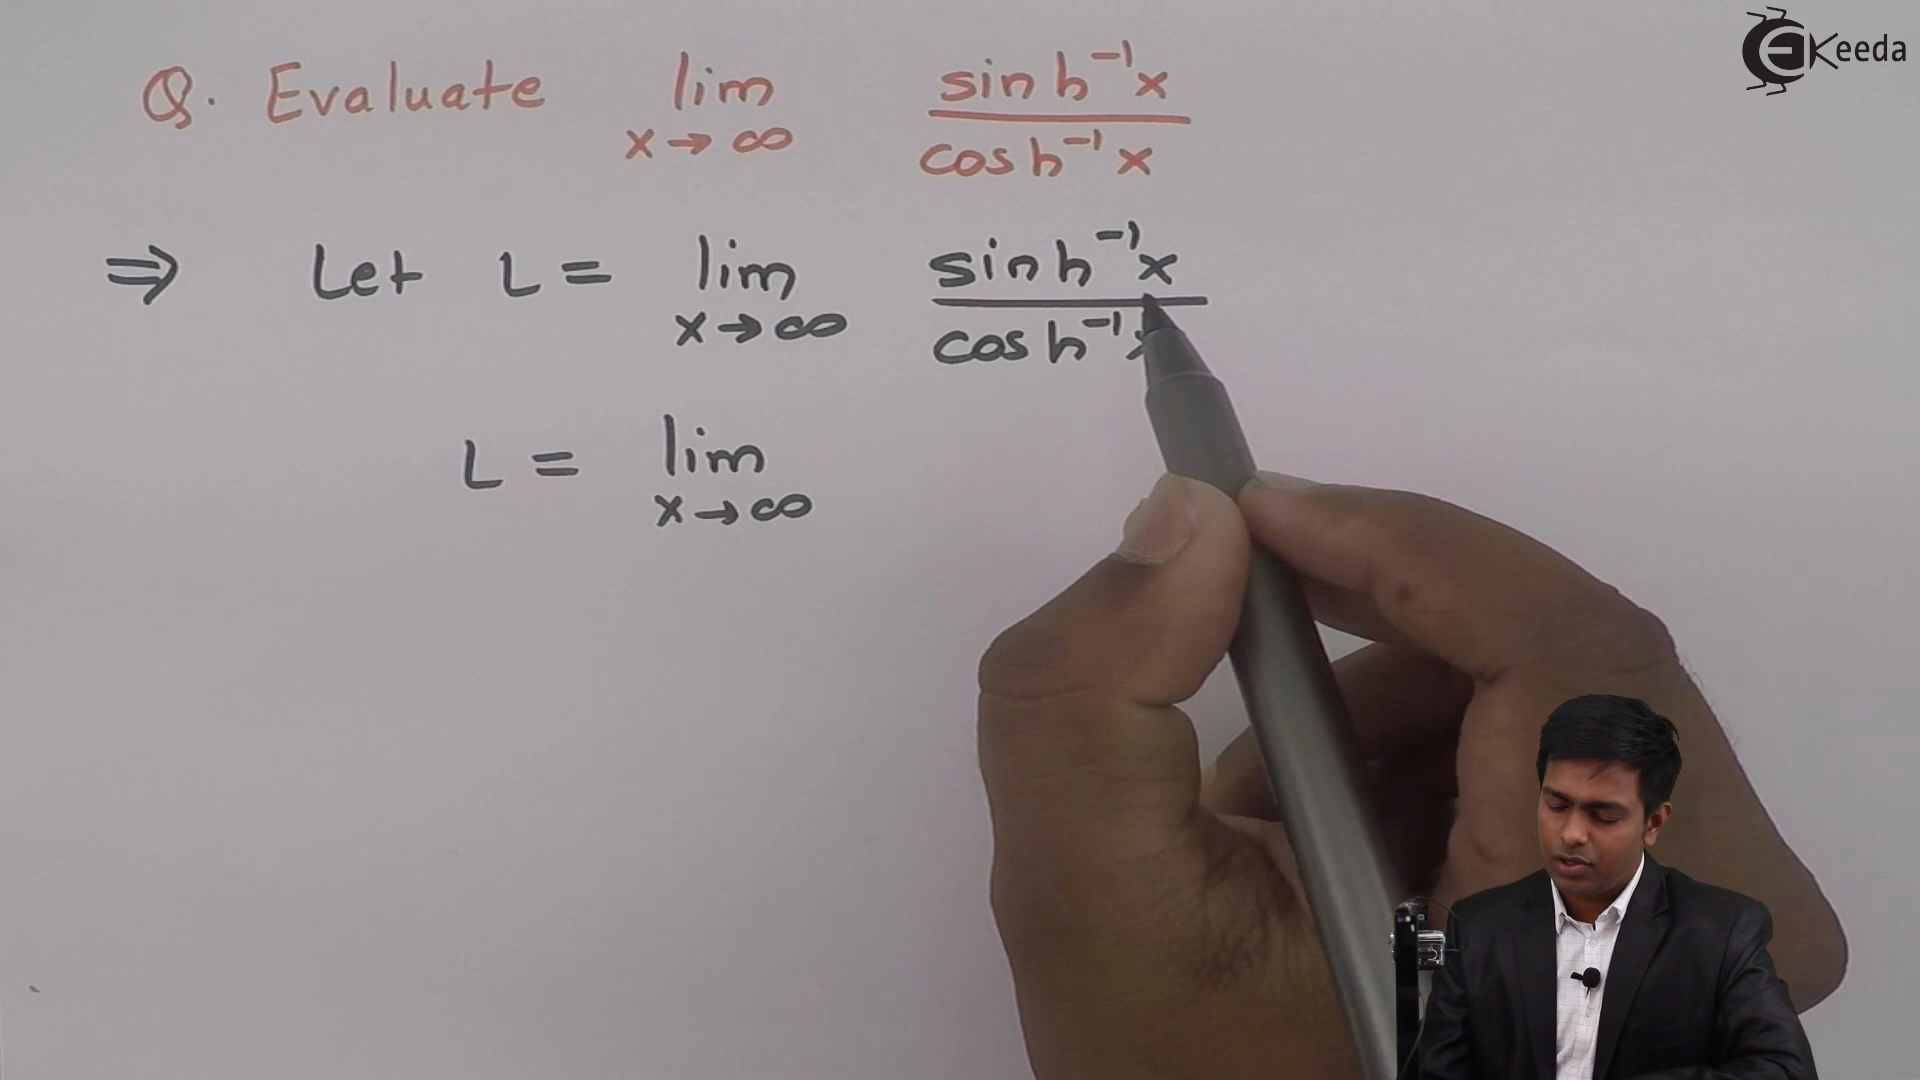 Keeda
Q. Evaluate lim x→∞ sinh⁻¹x / cosh⁻¹x
⇒ Let L = lim x→∞ sinh⁻¹x / cosh⁻¹x
L = lim x→∞